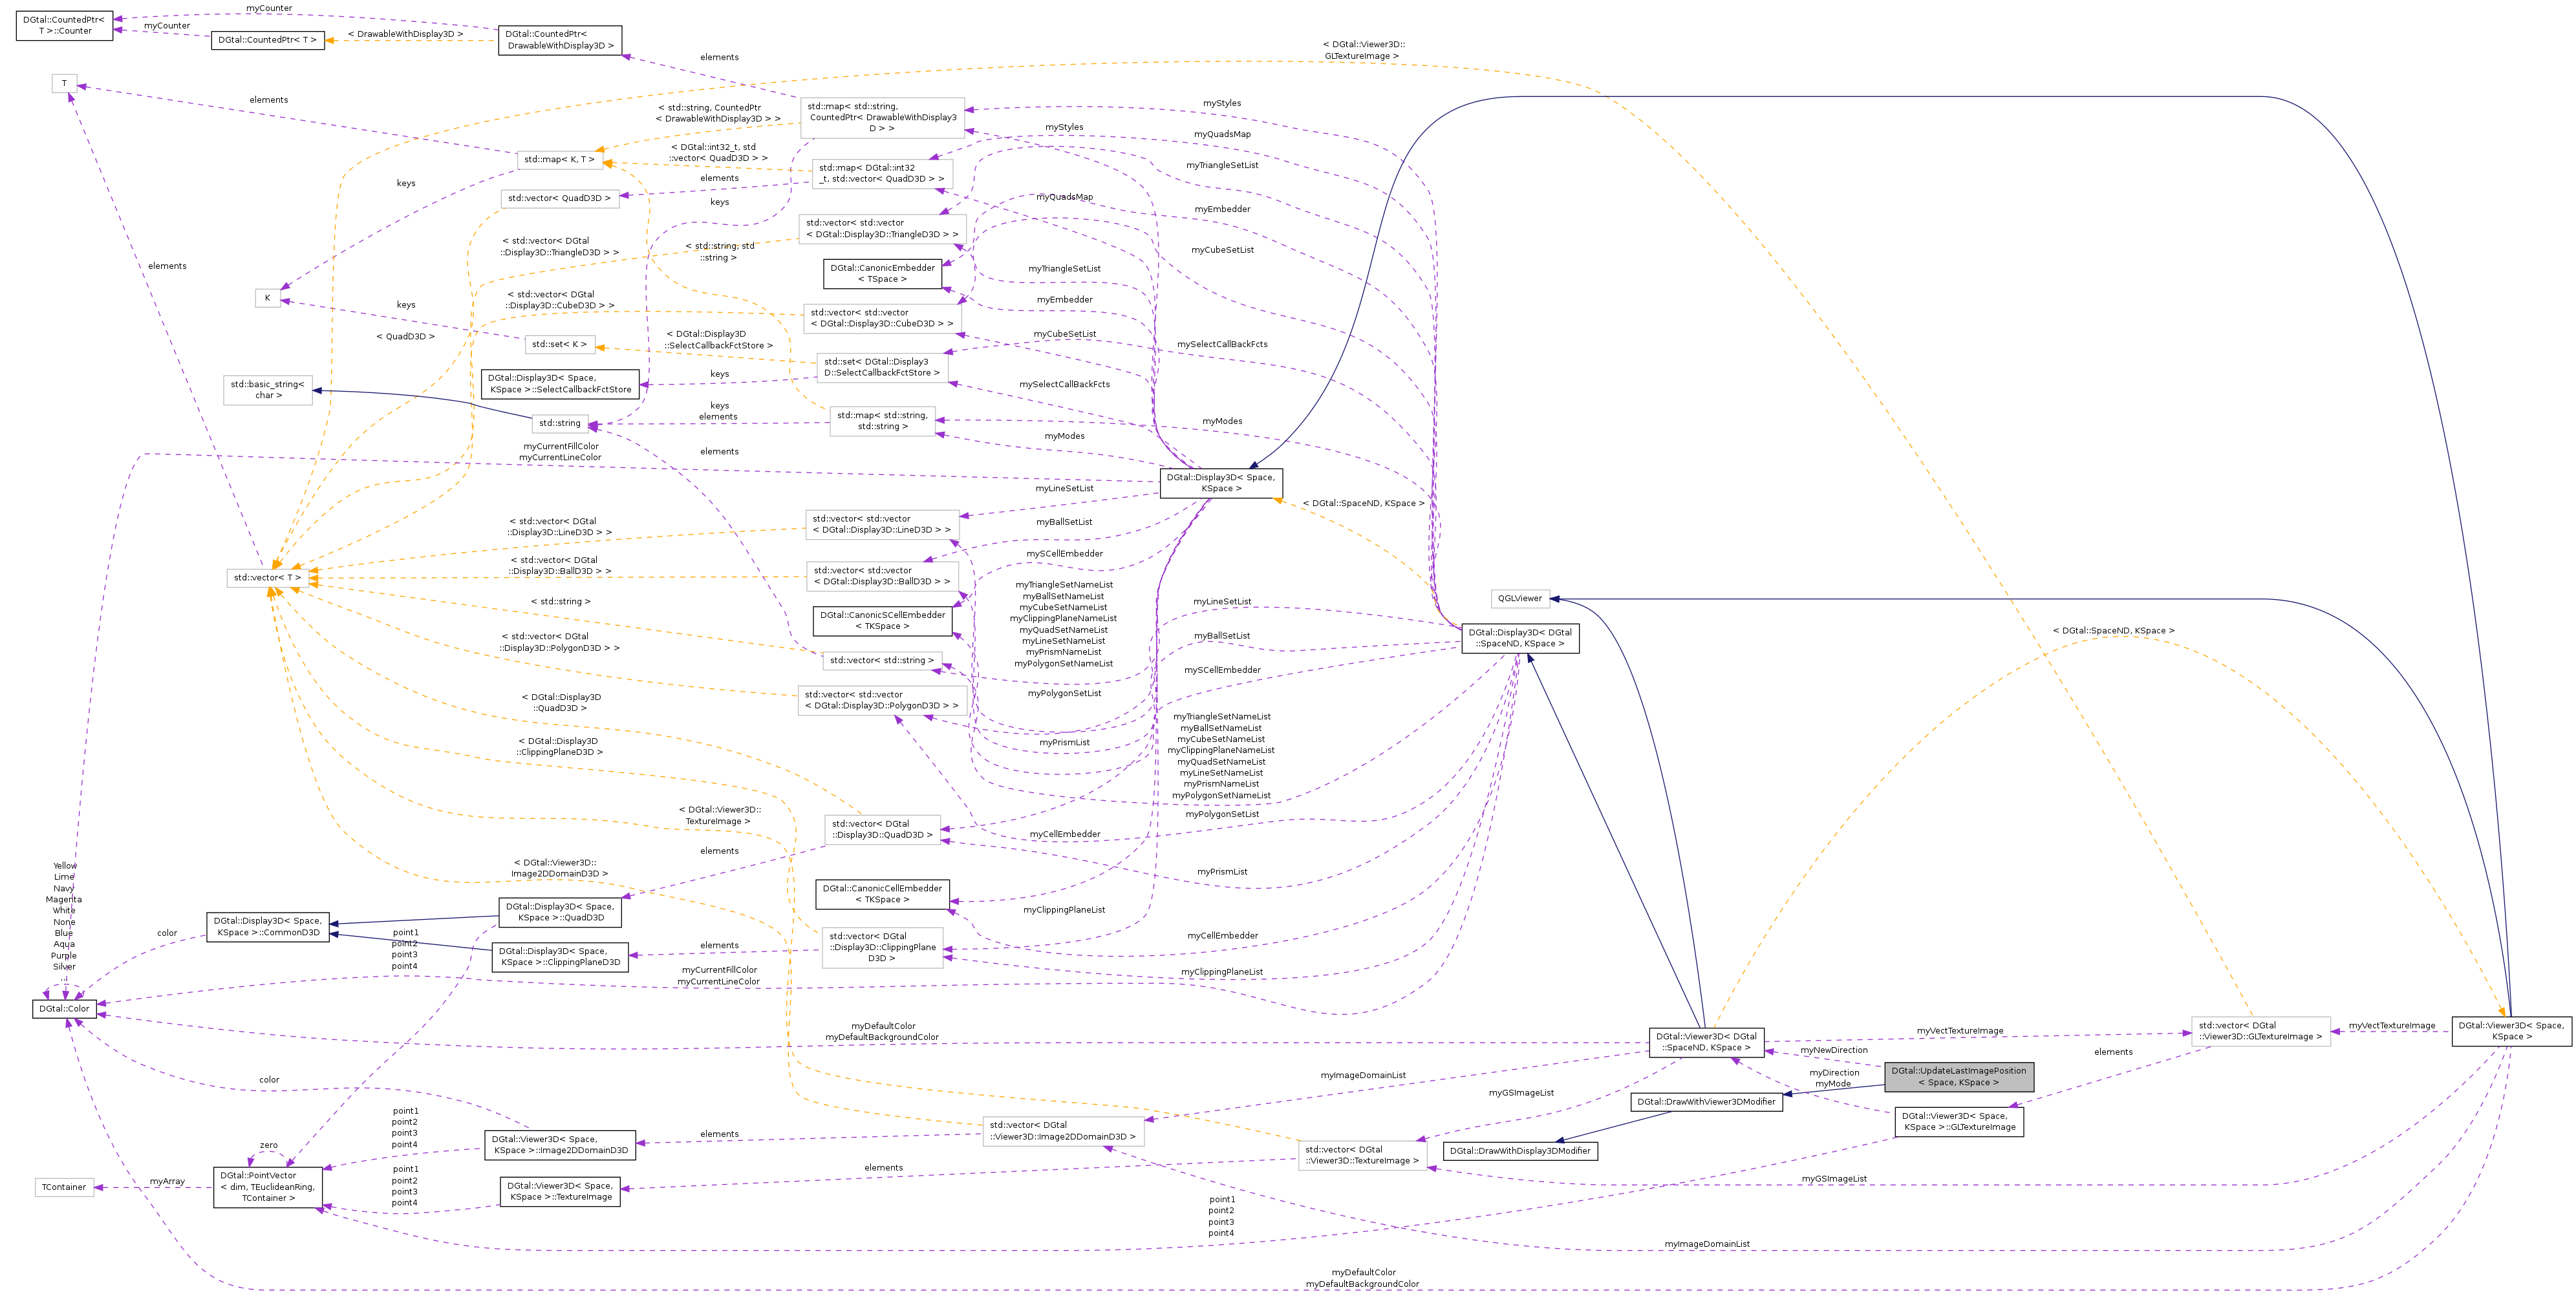 DGtal::CountedPtr<
T >::Counter
myCounter
myCounter
DGtal::CountedPtr< T >
< DrawableWithDisplay3D >
DGtal::CountedPtr<
DrawableWithDisplay3D >
elements
< DGtal::Viewer3D::
GLTextureImage >
T
elements
< std::string, CountedPtr
< DrawableWithDisplay3D > >
std::map< std::string,
CountedPtr< DrawableWithDisplay3
D > >
myStyles
myStyles
myQuadsMap
std::map< K, T >
< DGtal::int32_t, std
::vector< QuadD3D > >
std::map< DGtal::int32
_t, std::vector< QuadD3D > >
myTriangleSetList
keys
elements
std::vector< QuadD3D >
keys
myQuadsMap
myEmbedder
std::vector< std::vector
< DGtal::Display3D::TriangleD3D > >
< std::vector< DGtal
::Display3D::TriangleD3D > >
< std::string, std
::string >
myCubeSetList
elements
DGtal::CanonicEmbedder
< TSpace >
myTriangleSetList
K
keys
< std::vector< DGtal
::Display3D::CubeD3D > >
std::vector< std::vector
< DGtal::Display3D::CubeD3D > >
myEmbedder
< QuadD3D >
std::set< K >
< DGtal::Display3D
::SelectCallbackFctStore >
myCubeSetList
mySelectCallBackFcts
std::set< DGtal::Display3
D::SelectCallbackFctStore >
std::basic_string<
char >
DGtal::Display3D< Space,
KSpace >::SelectCallbackFctStore
keys
mySelectCallBackFcts
std::string
keys
elements
std::map< std::string,
std::string >
myModes
myModes
myCurrentFillColor
myCurrentLineColor
elements
DGtal::Display3D< Space,
KSpace >
myLineSetList
< DGtal::SpaceND, KSpace >
< std::vector< DGtal
::Display3D::LineD3D > >
std::vector< std::vector
< DGtal::Display3D::LineD3D > >
myBallSetList
mySCellEmbedder
std::vector< T >
< std::vector< DGtal
::Display3D::BallD3D > >
std::vector< std::vector
< DGtal::Display3D::BallD3D > >
myTriangleSetNameList
myBallSetNameList
myCubeSetNameList
myClippingPlaneNameList
myQuadSetNameList
myLineSetNameList
myPrismNameList
myPolygonSetNameList
< std::string >
DGtal::CanonicSCellEmbedder
< TKSpace >
myLineSetList
QGLViewer
myBallSetList
DGtal::Display3D< DGtal
::SpaceND, KSpace >
< DGtal::SpaceND, KSpace >
< std::vector< DGtal
::Display3D::PolygonD3D > >
std::vector< std::string >
mySCellEmbedder
std::vector< std::vector
< DGtal::Display3D::PolygonD3D > >
myPolygonSetList
< DGtal::Display3D
::QuadD3D >
myTriangleSetNameList
myBallSetNameList
myCubeSetNameList
myClippingPlaneNameList
myQuadSetNameList
myLineSetNameList
myPrismNameList
myPolygonSetNameList
< DGtal::Display3D
::ClippingPlaneD3D >
myPrismList
< DGtal::Viewer3D::
TextureImage >
std::vector< DGtal
::Display3D::QuadD3D >
myCellEmbedder
myPolygonSetList
elements
< DGtal::Viewer3D::
Image2DDomainD3D >
myPrismList
Yellow
Lime
Navy
Magenta
White
None
Blue
Aqua
Purple
Silver
...
DGtal::CanonicCellEmbedder
< TKSpace >
DGtal::Display3D< Space,
KSpace >::QuadD3D
DGtal::Display3D< Space,
KSpace >::CommonD3D
color
point1
point2
point3
point4
DGtal::Display3D< Space,
KSpace >::ClippingPlaneD3D
elements
std::vector< DGtal
::Display3D::ClippingPlane
D3D >
myClippingPlaneList
myCellEmbedder
myCurrentFillColor
myCurrentLineColor
myClippingPlaneList
DGtal::Color
myDefaultColor
myDefaultBackgroundColor
DGtal::Viewer3D< DGtal
::SpaceND, KSpace >
myVectTextureImage
std::vector< DGtal
::Viewer3D::GLTextureImage >
myVectTextureImage
DGtal::Viewer3D< Space,
KSpace >
myNewDirection
elements
color
myImageDomainList
myDirection
myMode
DGtal::UpdateLastImagePosition
< Space, KSpace >
myGSImageList
DGtal::DrawWithViewer3DModifier
point1
point2
point3
point4
DGtal::Viewer3D< Space,
KSpace >::GLTextureImage
std::vector< DGtal
::Viewer3D::Image2DDomainD3D >
elements
DGtal::Viewer3D< Space,
KSpace >::Image2DDomainD3D
zero
DGtal::DrawWithDisplay3DModifier
std::vector< DGtal
::Viewer3D::TextureImage >
elements
TContainer
myArray
DGtal::PointVector
< dim, TEuclideanRing,
TContainer >
point1
point2
point3
point4
DGtal::Viewer3D< Space,
KSpace >::TextureImage
myGSImageList
point1
point2
point3
point4
myImageDomainList
myDefaultColor
myDefaultBackgroundColor